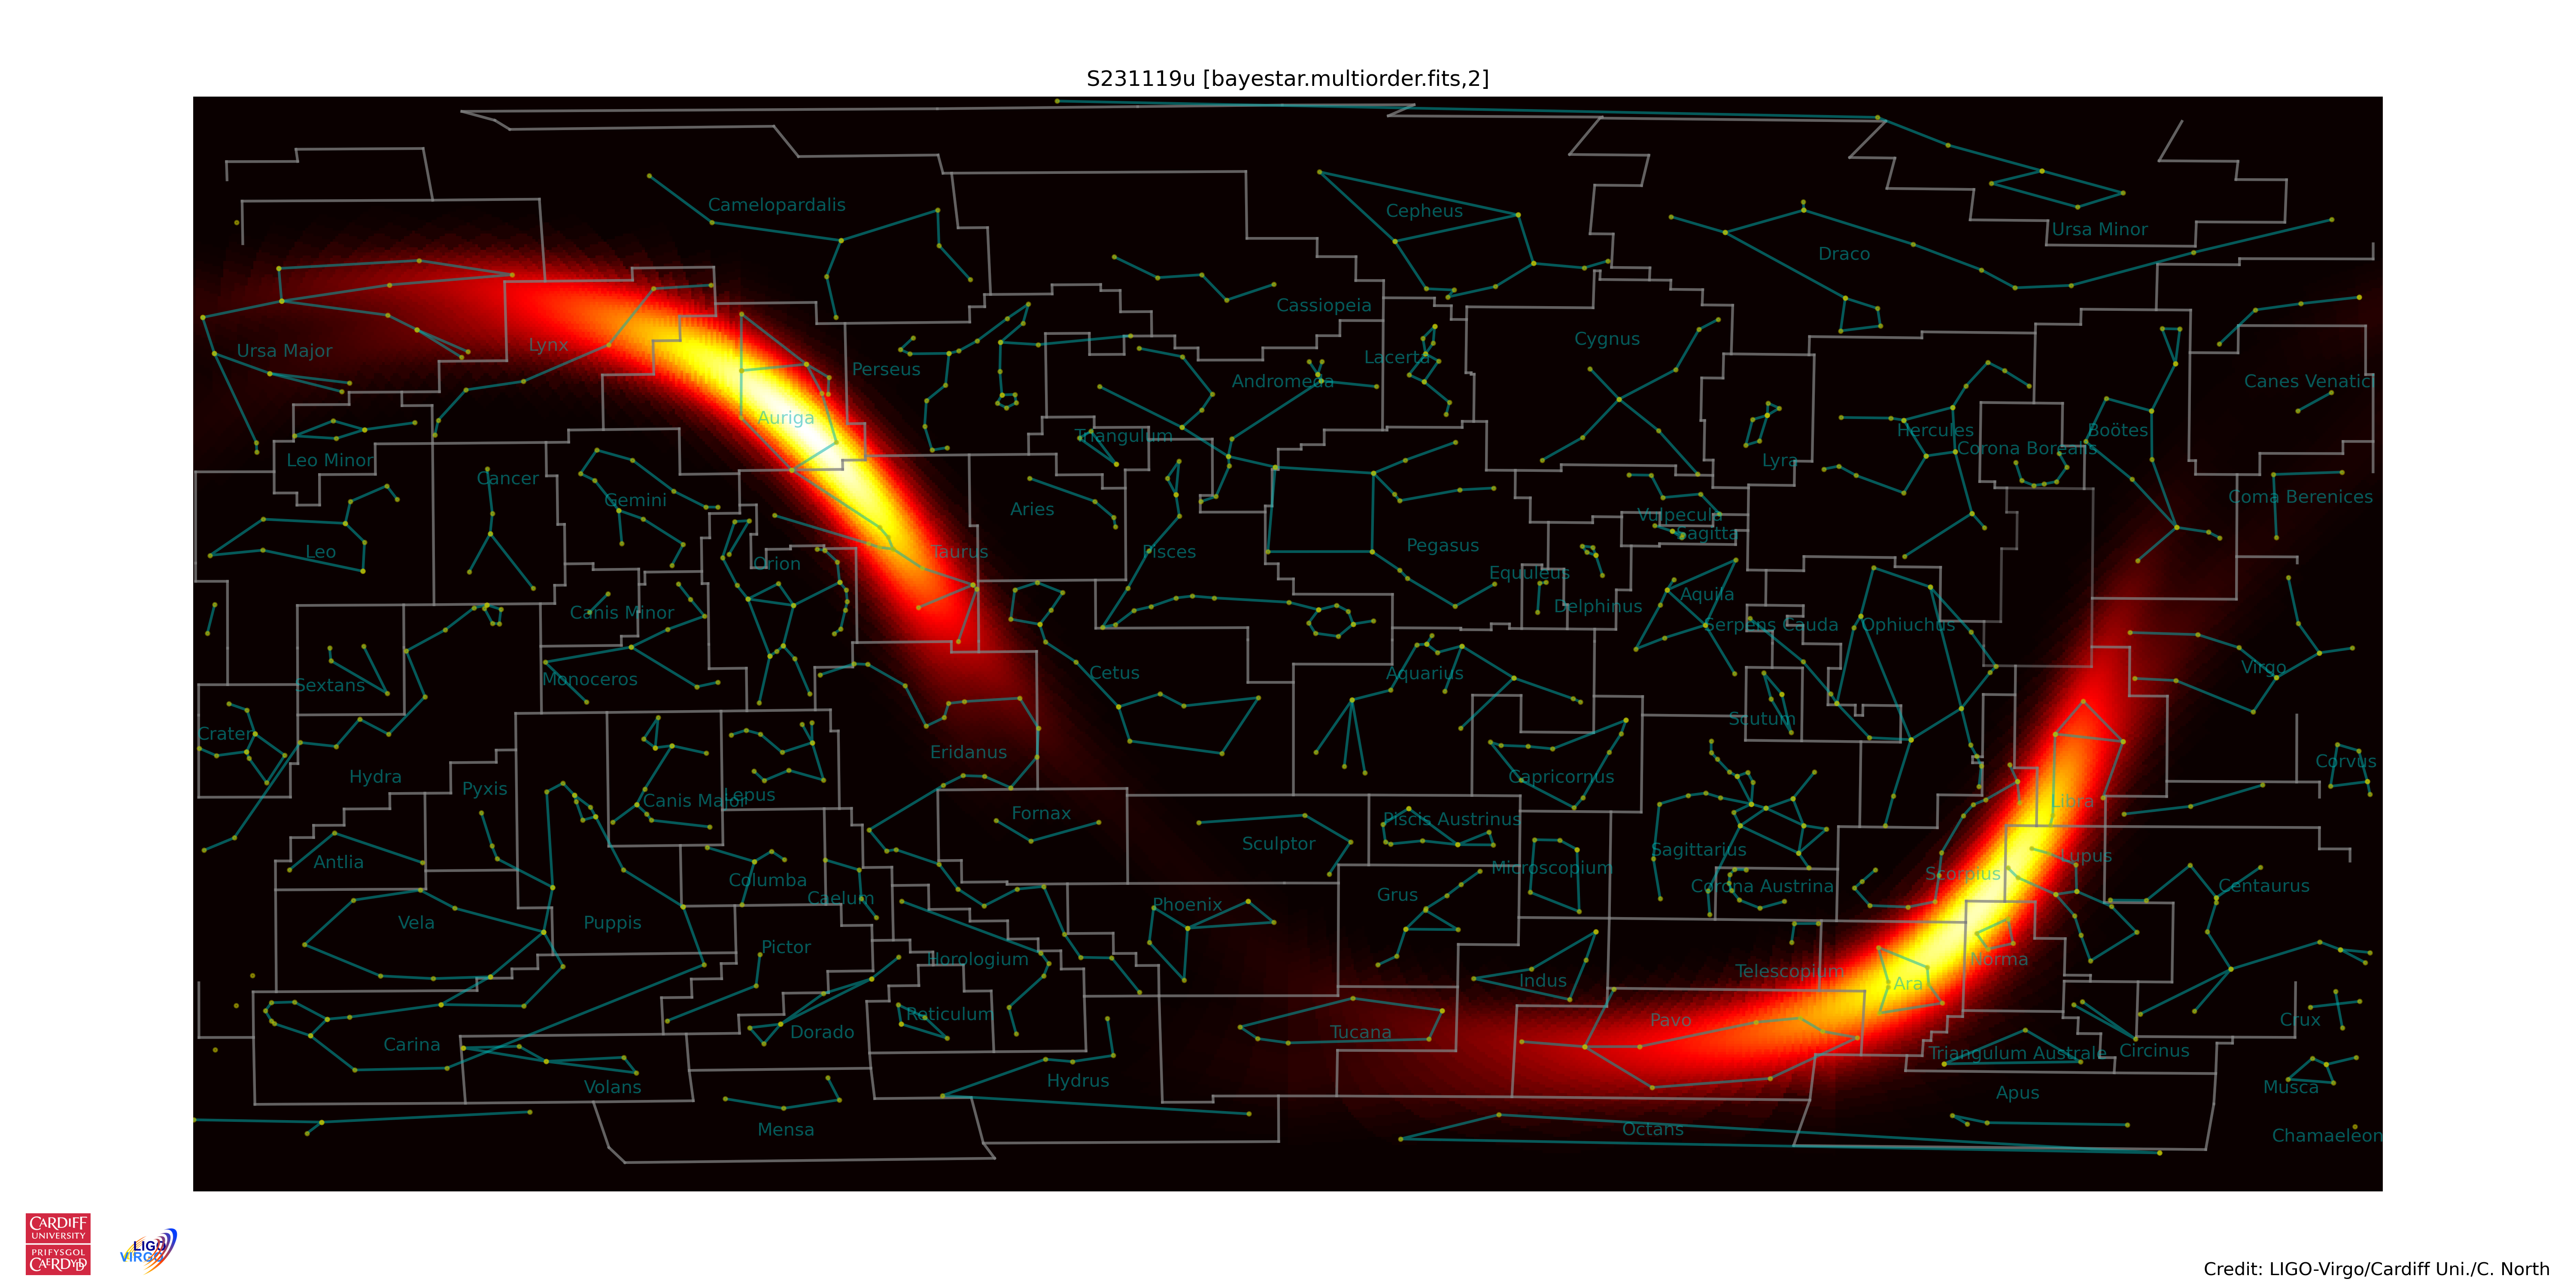 S231119u [bayestar.multiorder.fits,2]
Camelopardalis
Cepheus
Ursa Minor
Draco
Cassiopeia
Cygnus
Lynx
Ursa Major
Lacerta
Perseus
Andromeda
Canes Venatici
Auriga
Triangulum
Hercules
Boötes
Corona Borealis
Leo Minor
Lyra
Cancer
Gemini
Coma Berenices
Aries
Vulpecula
Sagitta
Leo
Taurus
Pisces
Pegasus
Orion
Equuleus
Aquila
Delphinus
Canis Minor
Serpens Cauda
Ophiuchus
Virgo
Cetus
Aquarius
Monoceros
Sextans
Scutum
Crater
Eridanus
Corvus
Hydra
Capricornus
Pyxis
Canis Major
Lepus
Libra
Fornax
Piscis Austrinus
Sculptor
Sagittarius
Lupus
Antlia
Microscopium
Scorpius
Columba
Corona Austrina
Centaurus
Grus
Caelum
Phoenix
Vela
Puppis
Pictor
Horologium
Norma
Telescopium
Indus
Ara
Reticulum
Pavo
Crux
Dorado
Tucana
Carina
Triangulum Australe
Circinus
Hydrus
Volans
Musca
Apus
Mensa
Octans
Chamaeleon
CARDIFF
UNIVERSITY
PRIFYSGOL
CAERDYDD
LIGO
VIRGO
Credit: LIGO-Virgo/Cardiff Uni./C. North